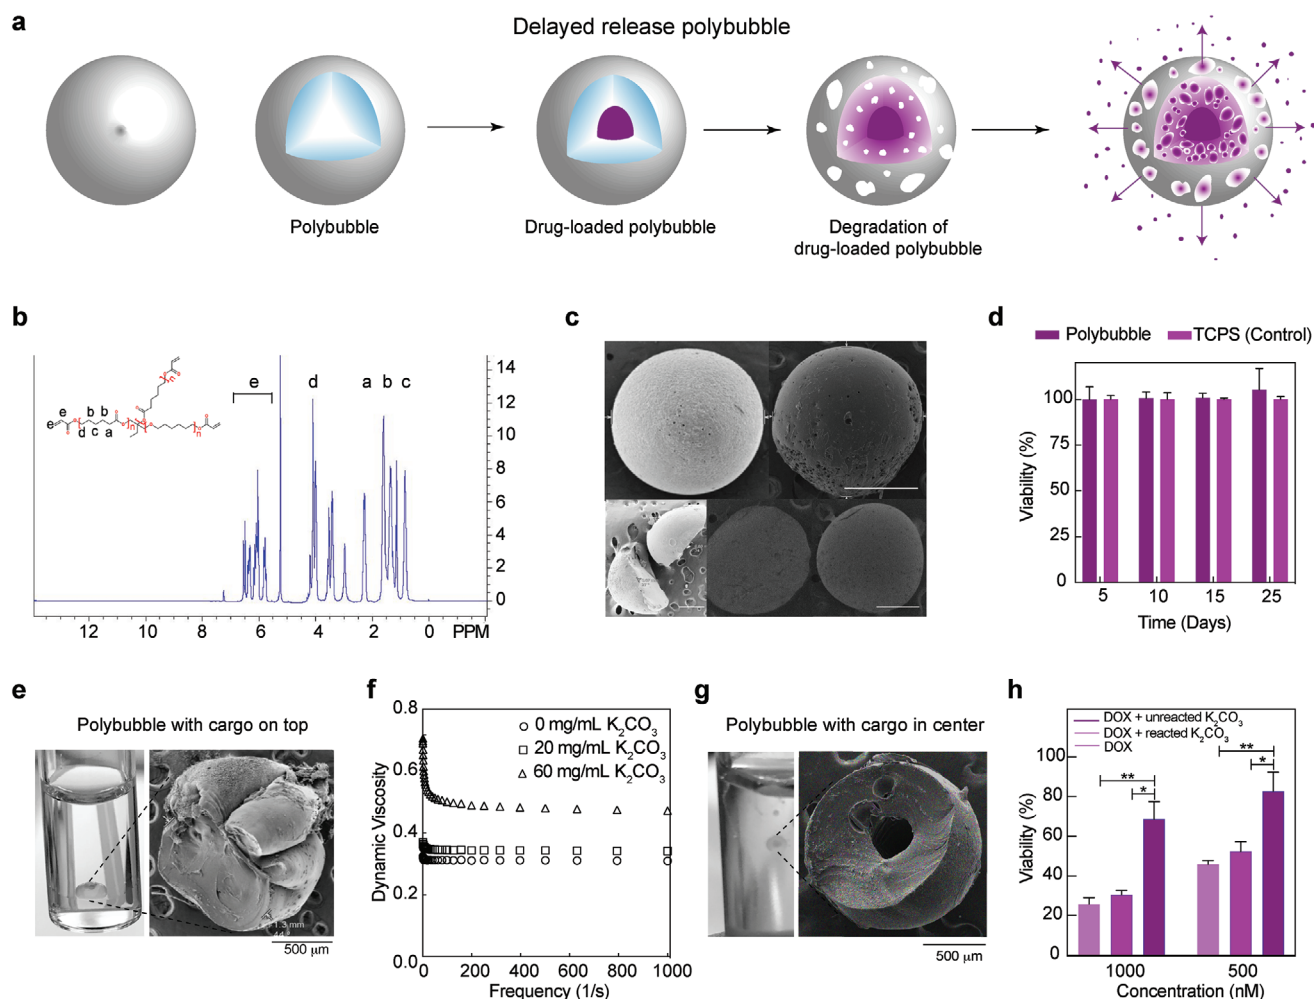 a
Delayed release polybubble
Polybubble
Drug-loaded polybubble
Degradation of
drug-loaded polybubble
b
e
d
a
b
c
14
12
10
8
6
4
2
0
12
10
8
6
4
2
0
PPM
e
b
b
e
d
c
a
n
n
n
n
c
d
Polybubble
TCPS (Control)
Viability (%)
100
75
50
25
0
5
10
15
25
Time (Days)
e
Polybubble with cargo on top
1.3 mm
500 µm
f
Dynamic Viscosity
0.8
0.6
0.4
0.2
0.0
0 mg/mL K2CO3
20 mg/mL K2CO3
60 mg/mL K2CO3
0
200
400
600
800
1000
Frequency (1/s)
g
Polybubble with cargo in center
500 µm
h
DOX + unreacted K2CO3
DOX + reacted K2CO3
DOX
Viability (%)
100
80
60
40
20
0
**
*
**
*
1000
500
Concentration (nM)